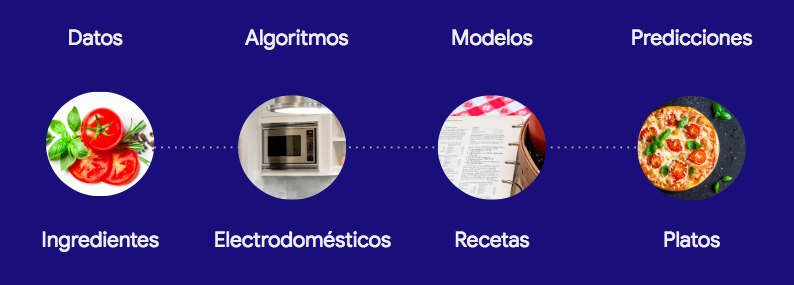 Datos
Algoritmos
Modelos
Predicciones
Ingredientes
Electrodomésticos
Recetas
Platos